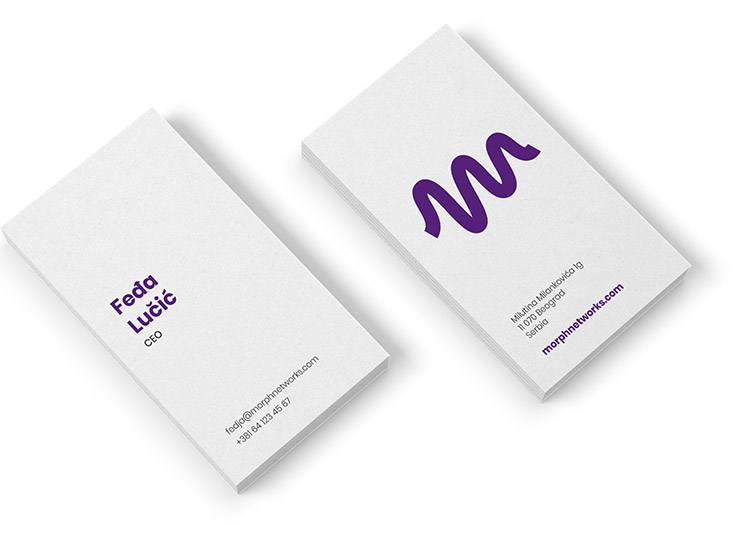 Feđa
Lučić
CEO
fedja@morphnetworks.com
+381 64 123 45 67
Milutina Milankovića 1g
11 070 Beograd
Serbia
morphnetworks.com